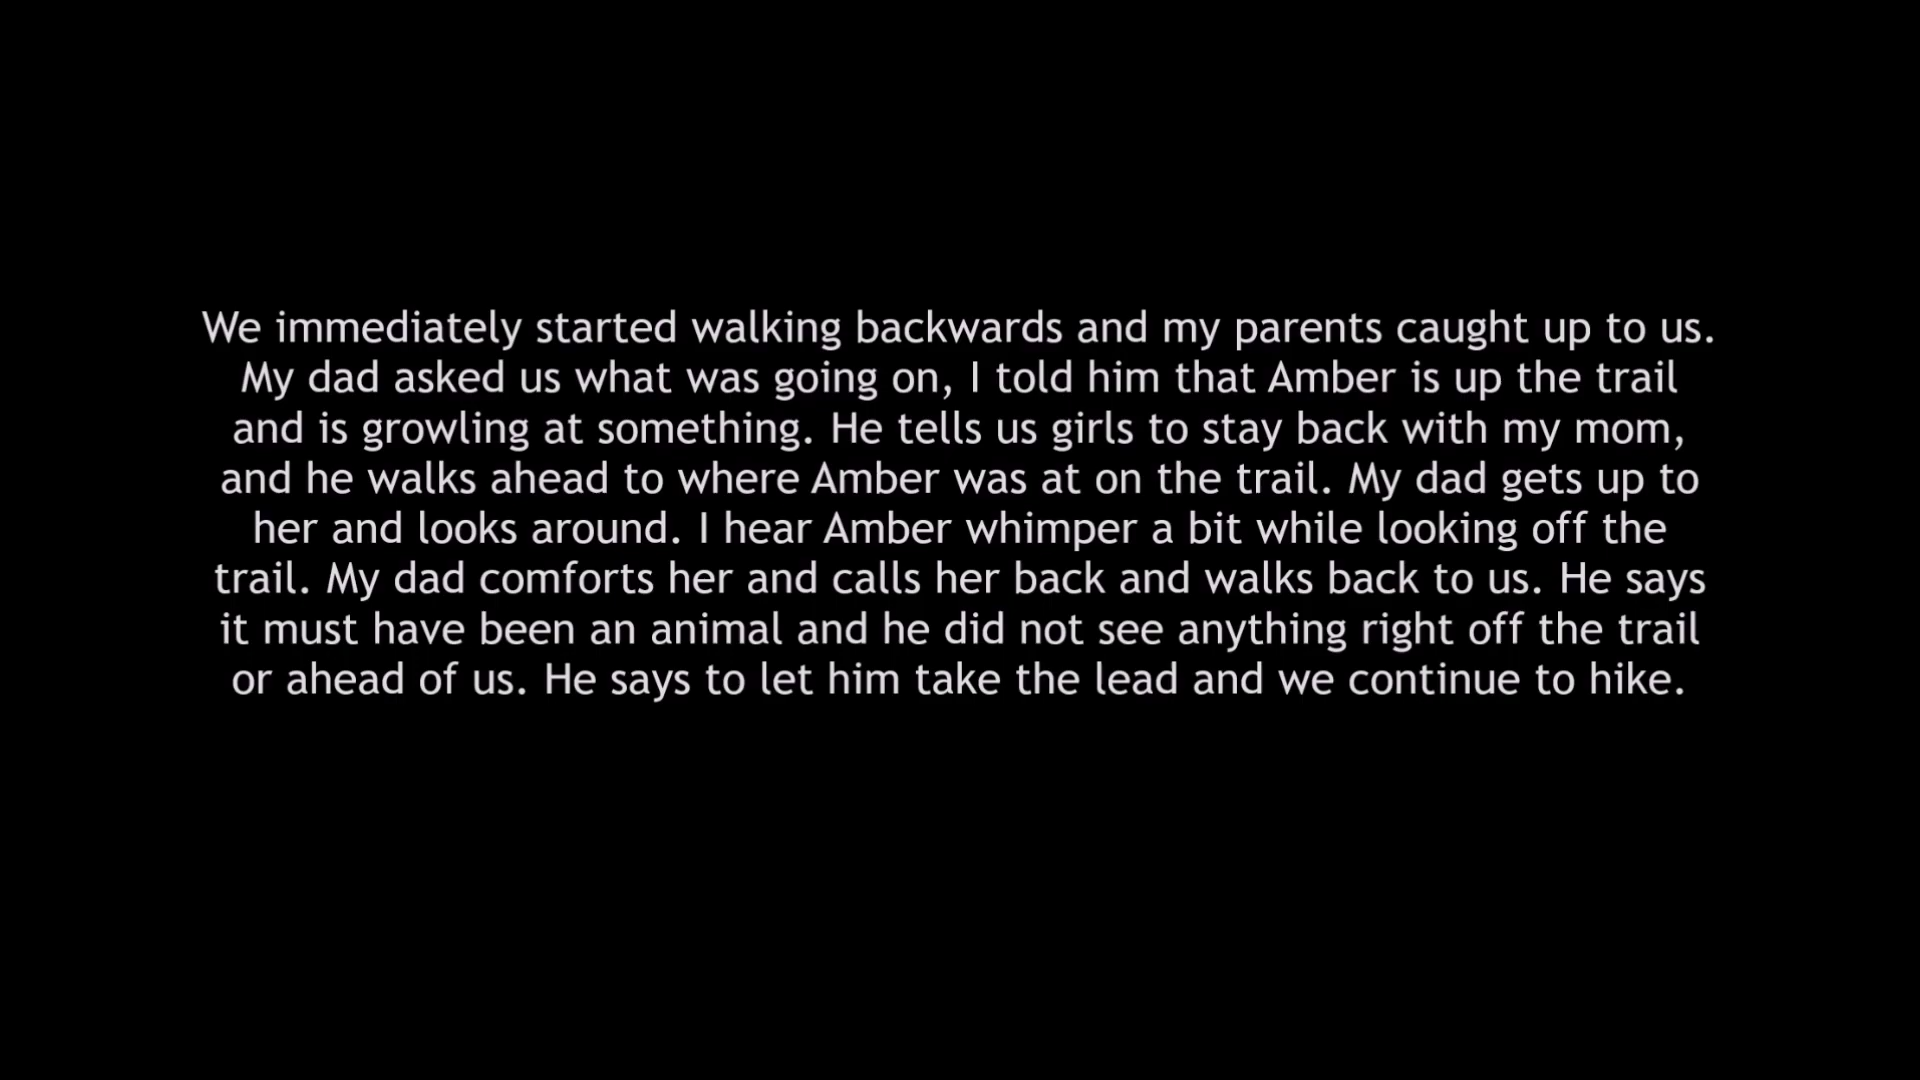 We immediately started walking backwards and my parents caught up to us.
My dad asked us what was going on, I told him that Amber is up the trail
and is growling at something. He tells us girls to stay back with my mom,
and he walks ahead to where Amber was at on the trail. My dad gets up to
her and looks around. I hear Amber whimper a bit while looking off the
trail. My dad comforts her and calls her back and walks back to us. He says
it must have been an animal and he did not see anything right off the trail
or ahead of us. He says to let him take the lead and we continue to hike.